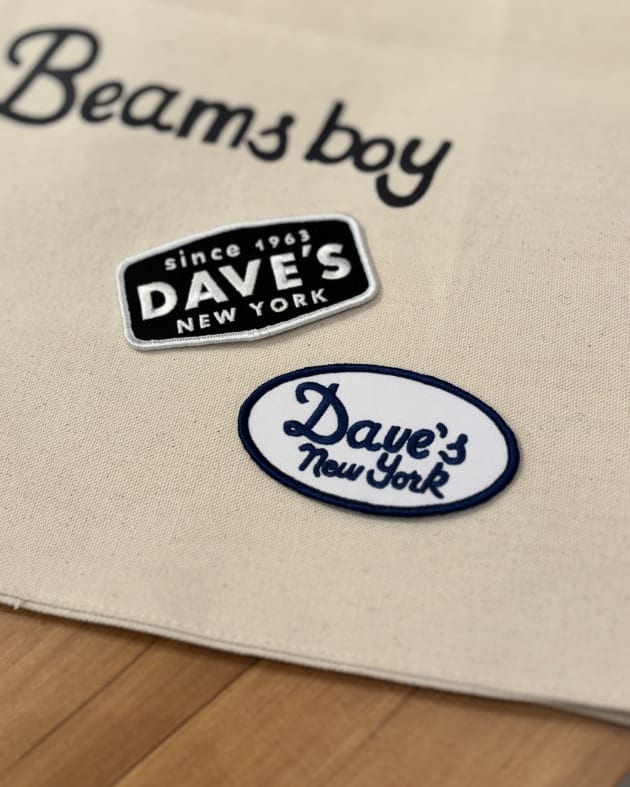 Beams boy
since 1963
DAVE'S
NEW YORK
Dave's
New York